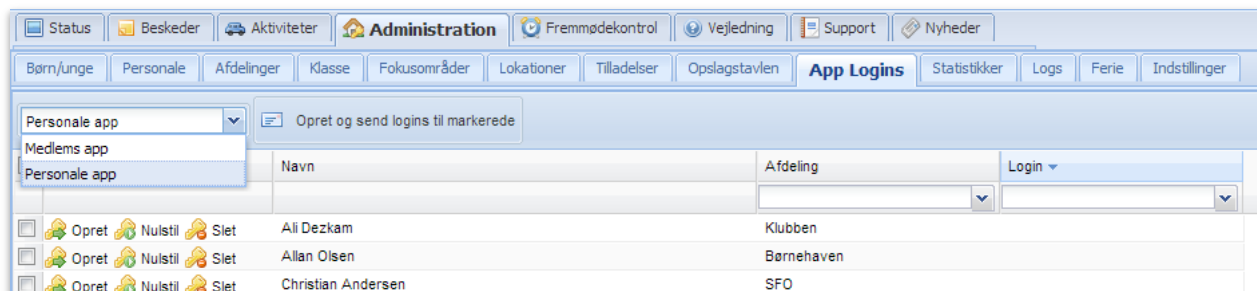 Status Beskeder Aktiviteter Administration Fremmødekontrol Vejledning Support Nyheder
Børn/unge Personale Afdelinger Klasse Fokusområder Lokationer Tilladelser Opslagstavlen App Logins Statistikker Logs Ferie Indstillinger
Personale app Opret og send logins til markerede
Medlems app
Personale app
Navn Afdeling Login
Opret Nulstil Slet Ali Dezkam Klubben
Opret Nulstil Slet Allan Olsen Børnehaven
Opret Nulstil Slet Christian Andersen SFO